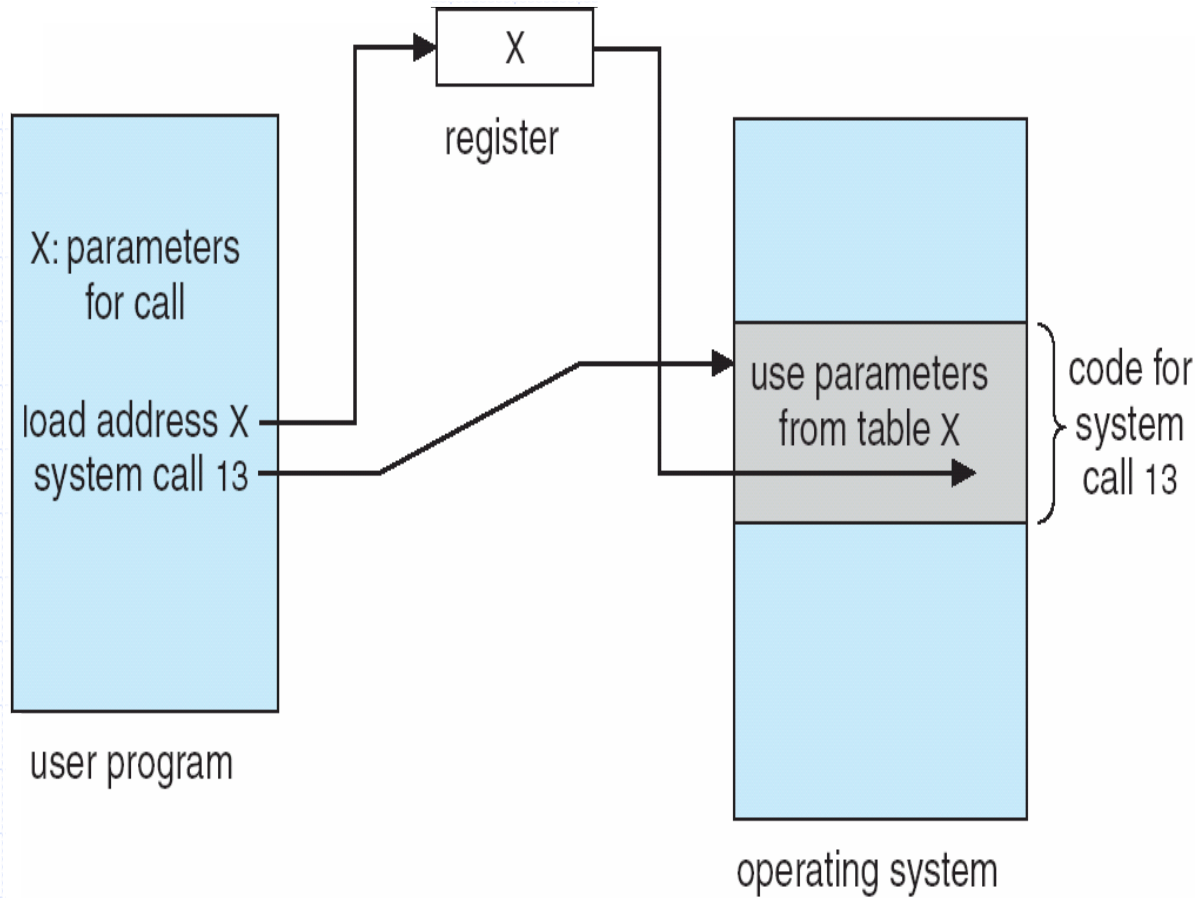 X
register
X: parameters
for call
load address X
system call 13
user program
use parameters
from table X
code for
system
call 13
operating system